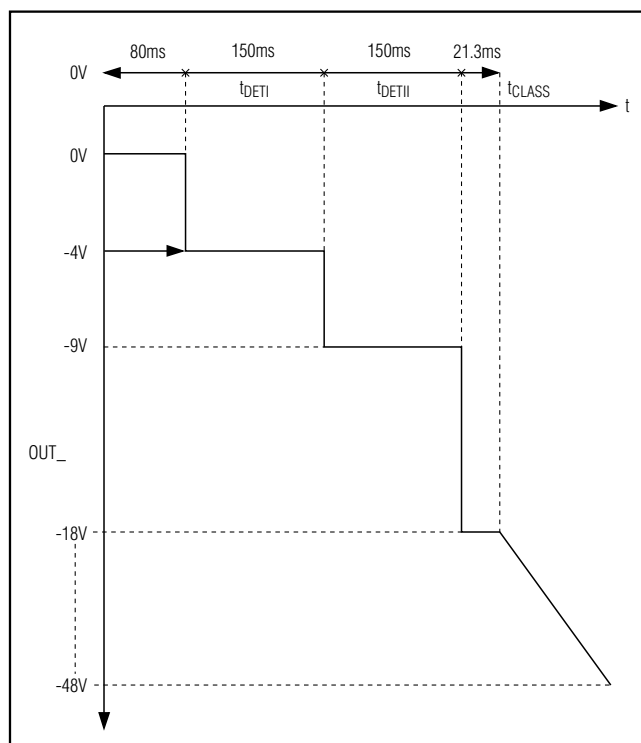 80ms 150ms 150ms 21.3ms
0V
tDETI tDETII tCLASS
t
0V
-4V
-9V
OUT_
-18V
-48V